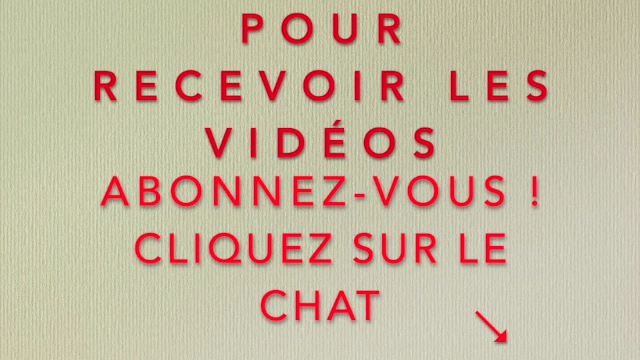 POUR
RECEVOIR LES
VIDÉOS
ABONNEZ-VOUS !
CLIQUEZ SUR LE
CHAT